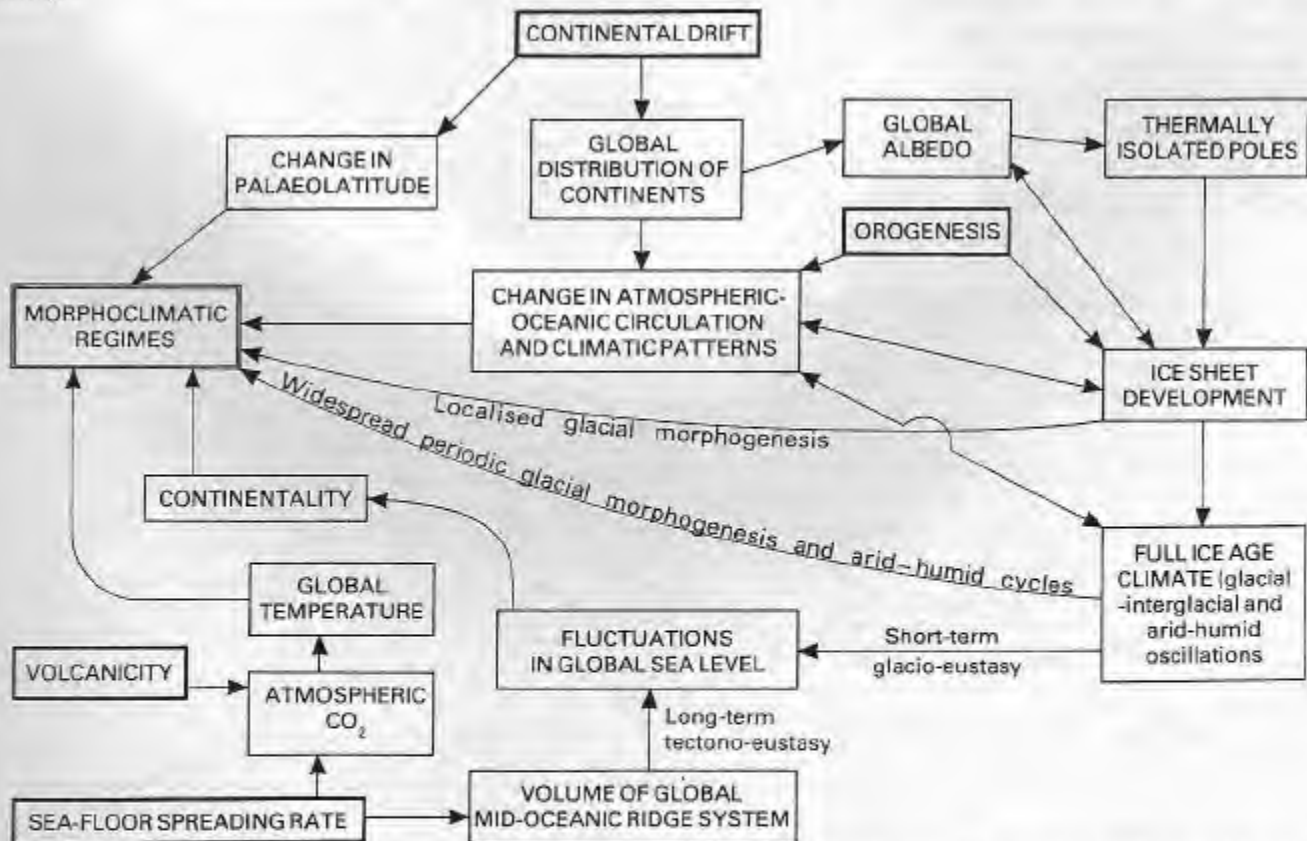 CONTINENTAL DRIFT
CHANGE IN
PALAEOLATITUDE
GLOBAL
DISTRIBUTION OF
CONTINENTS
GLOBAL
ALBEDO
THERMALLY
ISOLATED POLES
OROGENESIS
MORPHOCLIMATIC
REGIMES
CHANGE IN ATMOSPHERIC-
OCEANIC CIRCULATION
AND CLIMATIC PATTERNS
ICE SHEET
DEVELOPMENT
Localised glacial morphogenesis
Widespread periodic glacial morphogenesis and arid–humid cycles
CONTINENTALITY
FULL ICE AGE
CLIMATE (glacial
-interglacial and
arid-humid
oscillations
GLOBAL
TEMPERATURE
FLUCTUATIONS
IN GLOBAL SEA LEVEL
Short-term
glacio-eustasy
VOLCANICITY
ATMOSPHERIC
CO₂
Long-term
tectono-eustasy
SEA-FLOOR SPREADING RATE
VOLUME OF GLOBAL
MID-OCEANIC RIDGE SYSTEM